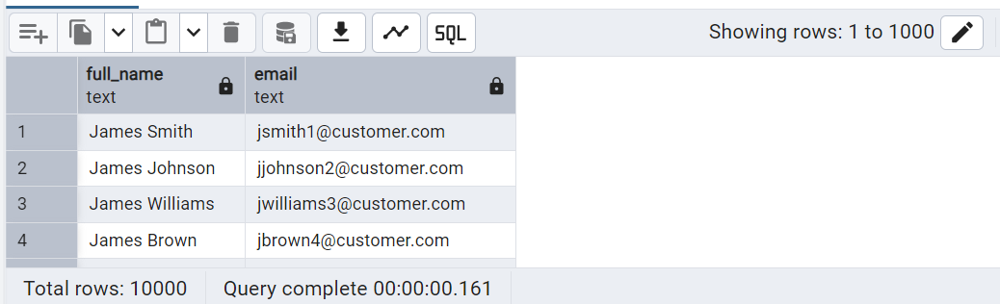 SQL Showing rows: 1 to 1000
full_name email
text text
1 James Smith jsmith1@customer.com
2 James Johnson jjohnson2@customer.com
3 James Williams jwilliams3@customer.com
4 James Brown jbrown4@customer.com
Total rows: 10000 Query complete 00:00:00.161